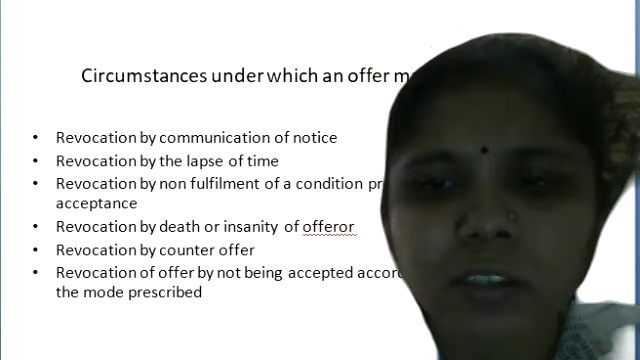 Circumstances under which an offer
• Revocation by communication of notice
• Revocation by the lapse of time
• Revocation by non fulfilment of a condition
acceptance
• Revocation by death or insanity of offeror
• Revocation by counter offer
• Revocation of offer by not being accepted
the mode prescribed